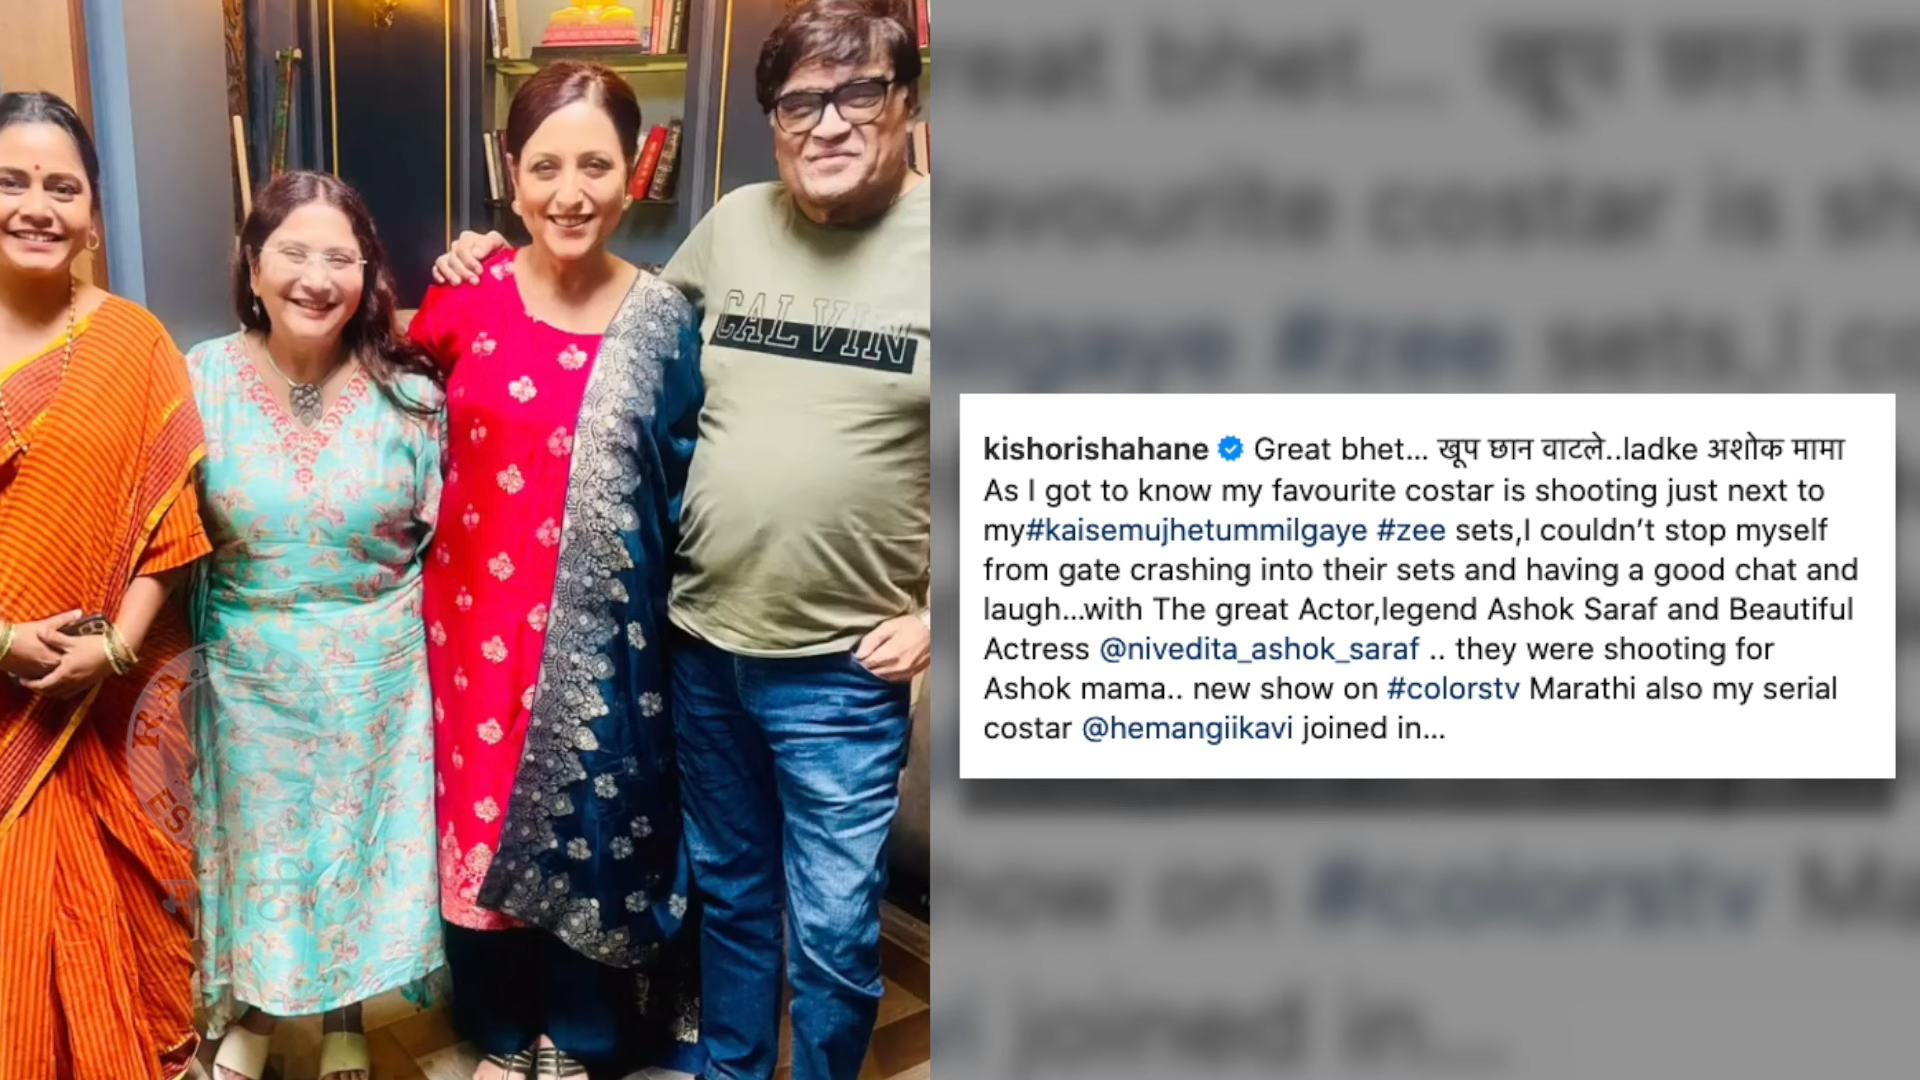 CALVIN
kishorishahane Great bhet... खूप छान वाटले..ladke अशोक मामा
As I got to know my favourite costar is shooting just next to
my#kaisemujhetummilgaye #zee sets,I couldn’t stop myself
from gate crashing into their sets and having a good chat and
laugh...with The great Actor,legend Ashok Saraf and Beautiful
Actress @nivedita_ashok_saraf .. they were shooting for
Ashok mama.. new show on #colorstv Marathi also my serial
costar @hemangiikavi joined in...